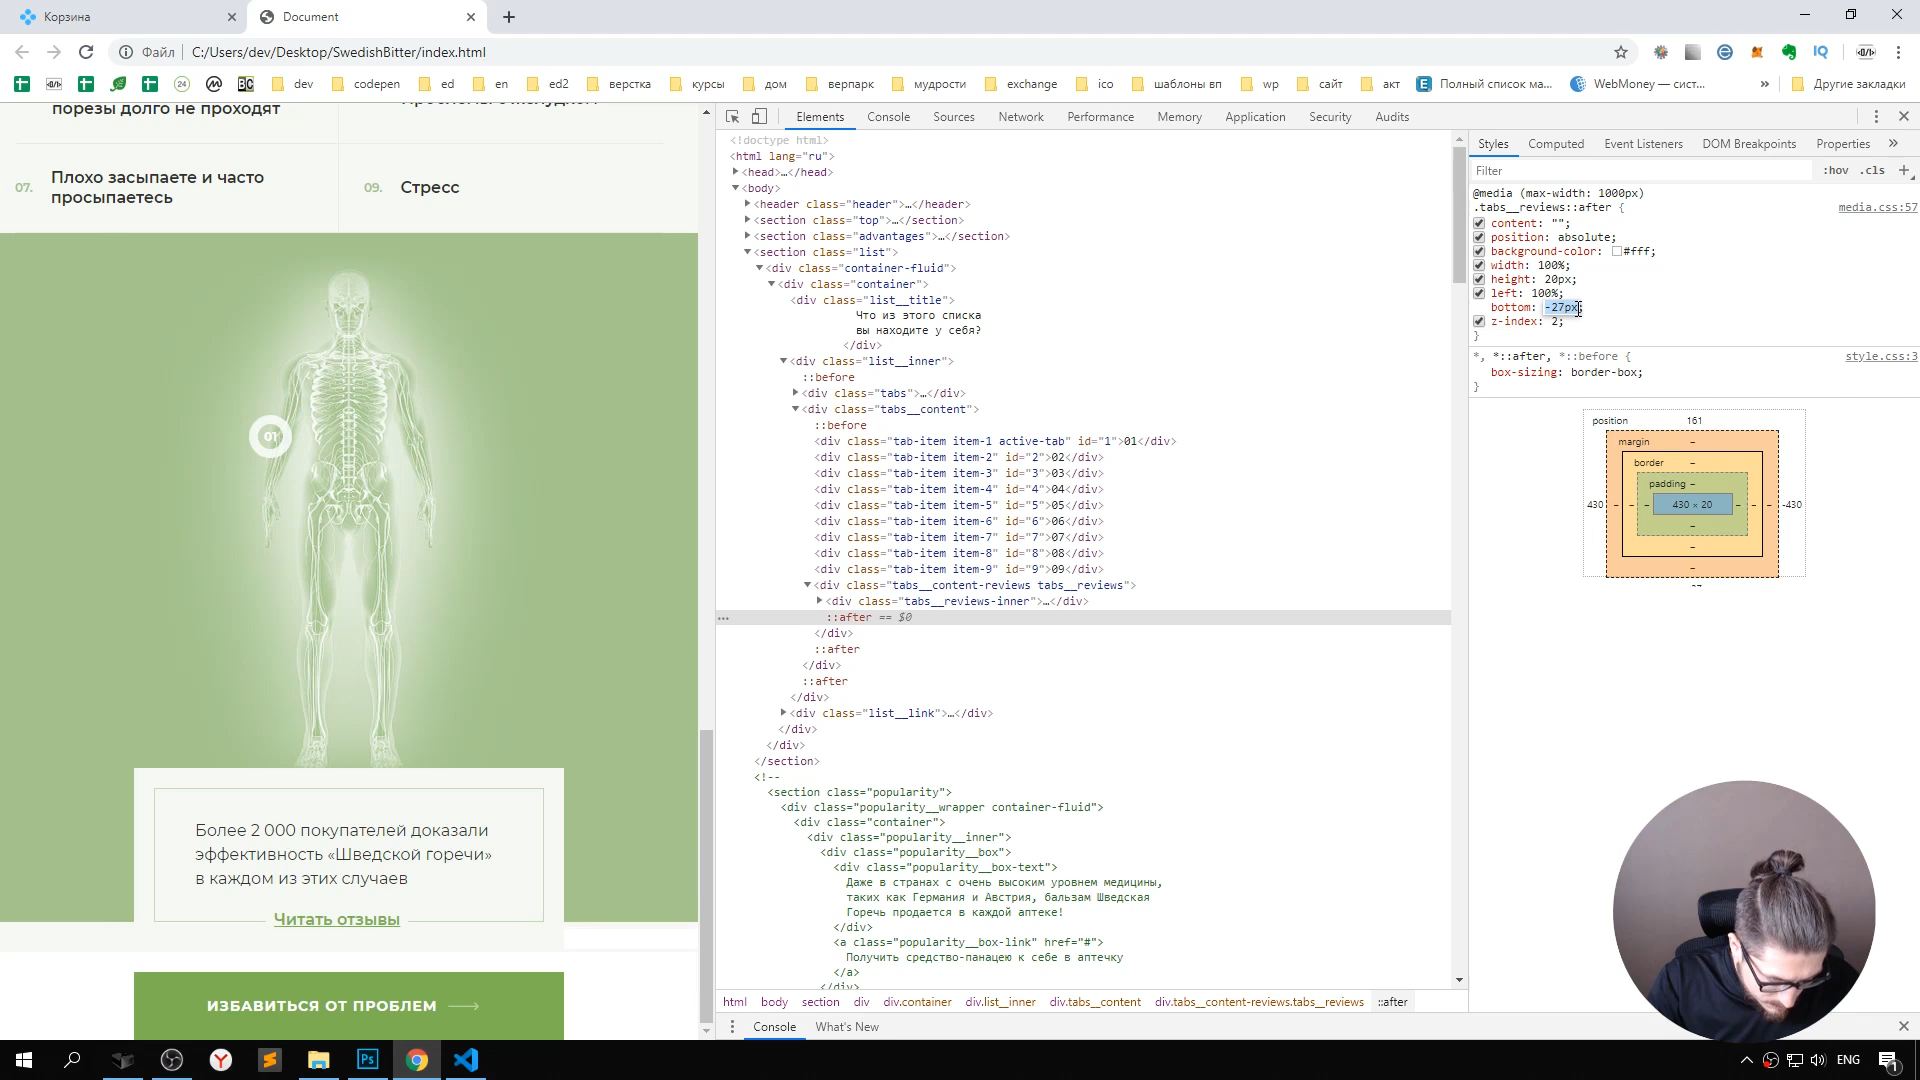 Корзина
Document
Файл
C:/Users/dev/Desktop/SwedishBitter/index.html
IQ
24
BC
dev
codepen
ed
en
ed2
верстка
курсы
дом
верпарк
мудрости
exchange
ico
шаблоны вп
wp
сайт
акт
Полный список ма...
WebMoney — сист...
»
Другие закладки
порезы долго не проходят
07.
Плохо засыпаете и часто
просыпаетесь
09.
Стресс
01
Более 2 000 покупателей доказали
эффективность «Шведской горечи»
в каждом из этих случаев
Читать отзывы
ИЗБАВИТЬСЯ ОТ ПРОБЛЕМ
Elements
Console
Sources
Network
Performance
Memory
Application
Security
Audits
<!doctype html>
<html lang="ru">
<head>…</head>
<body>
<header class="header">…</header>
<section class="top">…</section>
<section class="advantages">…</section>
<section class="list">
<div class="container-fluid">
<div class="container">
<div class="list__title">
Что из этого списка
вы находите у себя?
</div>
<div class="list__inner">
::before
<div class="tabs">…</div>
<div class="tabs__content">
::before
<div class="tab-item item-1 active-tab" id="1">01</div>
<div class="tab-item item-2" id="2">02</div>
<div class="tab-item item-3" id="3">03</div>
<div class="tab-item item-4" id="4">04</div>
<div class="tab-item item-5" id="5">05</div>
<div class="tab-item item-6" id="6">06</div>
<div class="tab-item item-7" id="7">07</div>
<div class="tab-item item-8" id="8">08</div>
<div class="tab-item item-9" id="9">09</div>
<div class="tabs__content-reviews tabs__reviews">
<div class="tabs__reviews-inner">…</div>
… ::after == $0
</div>
::after
</div>
::after
</div>
<div class="list__link">…</div>
</div>
</div>
</section>
<!--
<section class="popularity">
<div class="popularity__wrapper container-fluid">
<div class="container">
<div class="popularity__inner">
<div class="popularity__box">
<div class="popularity__box-text">
Даже в странах с очень высоким уровнем медицины,
таких как Германия и Австрия, бальзам Шведская
Горечь продается в каждой аптеке!
</div>
<a class="popularity__box-link" href="#">
Получить средство-панацею к себе в аптечку
</a>
</div>
html body section div div.container div.list__inner div.tabs__content div.tabs__content-reviews.tabs__reviews ::after
Console
What's New
Styles
Computed
Event Listeners
DOM Breakpoints
Properties
»
Filter
:hov .cls +
@media (max-width: 1000px)
.tabs__reviews::after {
media.css:57
content: "";
position: absolute;
background-color: #fff;
width: 100%;
height: 20px;
left: 100%;
bottom: -27px;
z-index: 2;
}
*, *::after, *::before {
style.css:3
box-sizing: border-box;
}
position 161
margin –
border –
padding –
430 – – – 430 × 20 – – – -430
–
–
–
Ps
ENG
1